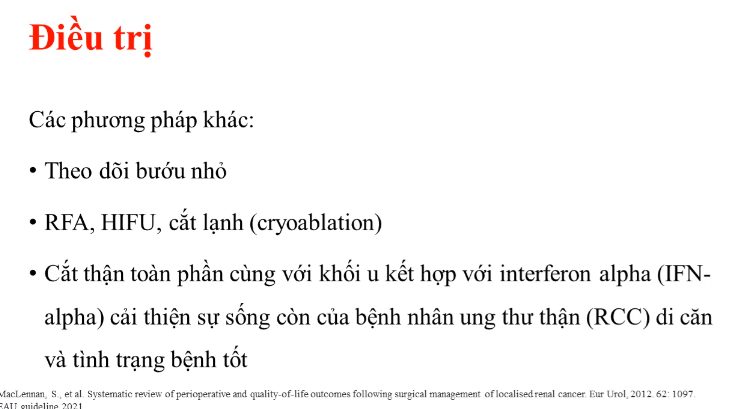 Điều trị
Các phương pháp khác:
• Theo dõi bướu nhỏ
• RFA, HIFU, cắt lạnh (cryoablation)
• Cắt thận toàn phần cùng với khối u kết hợp với interferon alpha (IFN-
alpha) cải thiện sự sống còn của bệnh nhân ung thư thận (RCC) di căn
và tình trạng bệnh tốt
MacLennan, S., et al. Systematic review of perioperative and quality-of-life outcomes following surgical management of localised renal cancer. Eur Urol, 2012. 62: 1097.
EAU guideline 2021